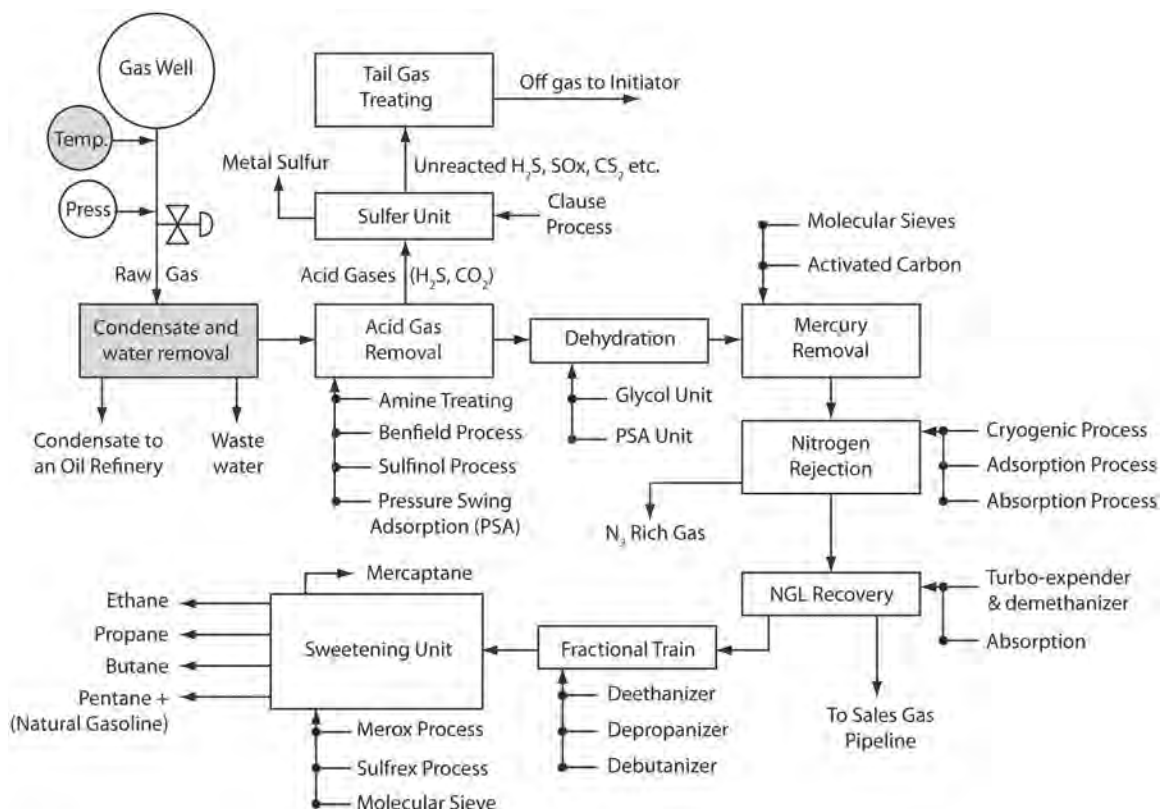 Gas Well
Temp.
Press
Raw Gas
Condensate and
water removal
Condensate to
an Oil Refinery
Waste
water
Tail Gas
Treating
Off gas to Initiator
Unreacted H₂S, SOx, CS₂ etc.
Metal Sulfur
Sulfer Unit
Clause
Process
Acid Gases (H₂S, CO₂)
Acid Gas
Removal
Amine Treating
Benfield Process
Sulfinol Process
Pressure Swing
Adsorption (PSA)
Dehydration
Glycol Unit
PSA Unit
Molecular Sieves
Activated Carbon
Mercury
Removal
Nitrogen
Rejection
Cryogenic Process
Adsorption Process
Absorption Process
N₃ Rich Gas
NGL Recovery
Turbo-expender
& demethanizer
Absorption
To Sales Gas
Pipeline
Fractional Train
Deethanizer
Depropanizer
Debutanizer
Mercaptane
Sweetening Unit
Ethane
Propane
Butane
Pentane +
(Natural Gasoline)
Merox Process
Sulfrex Process
Molecular Sieve